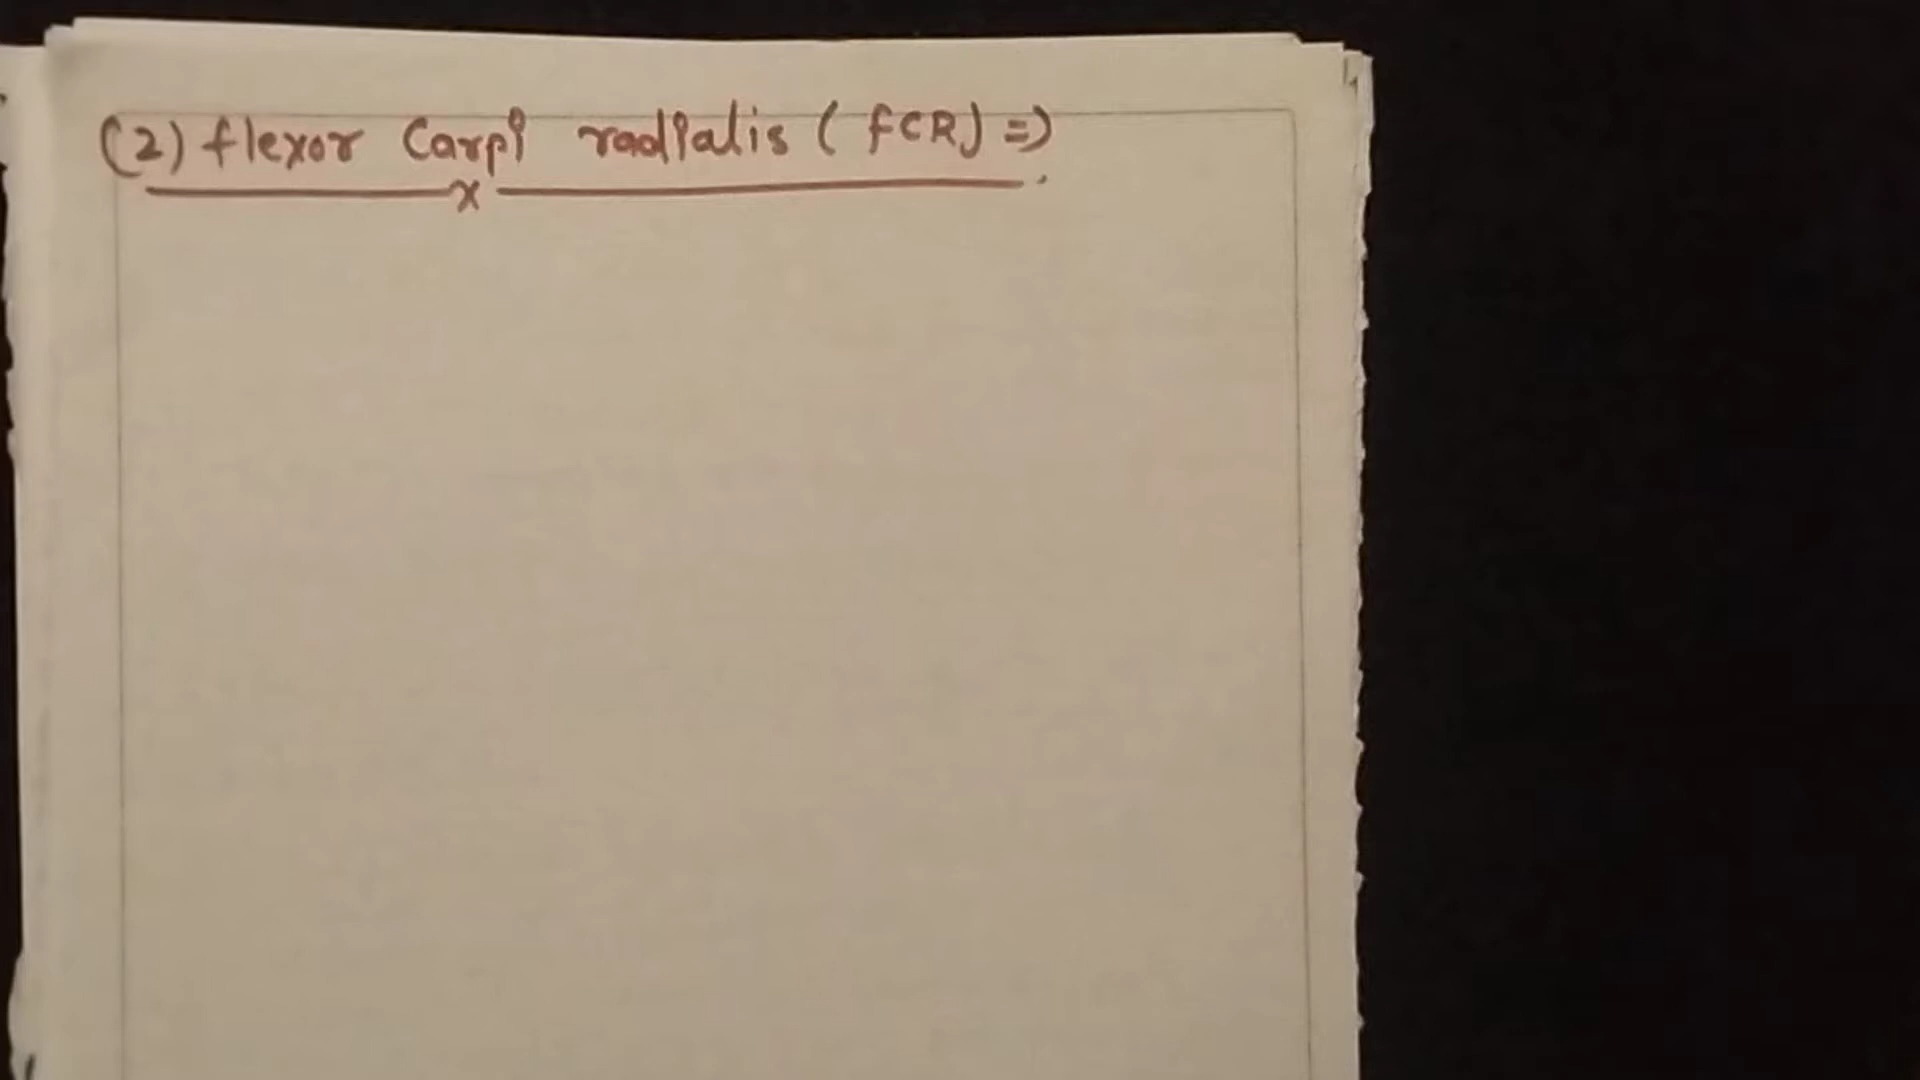 (2) flexor Carpi radialis ( FCR) =>
x